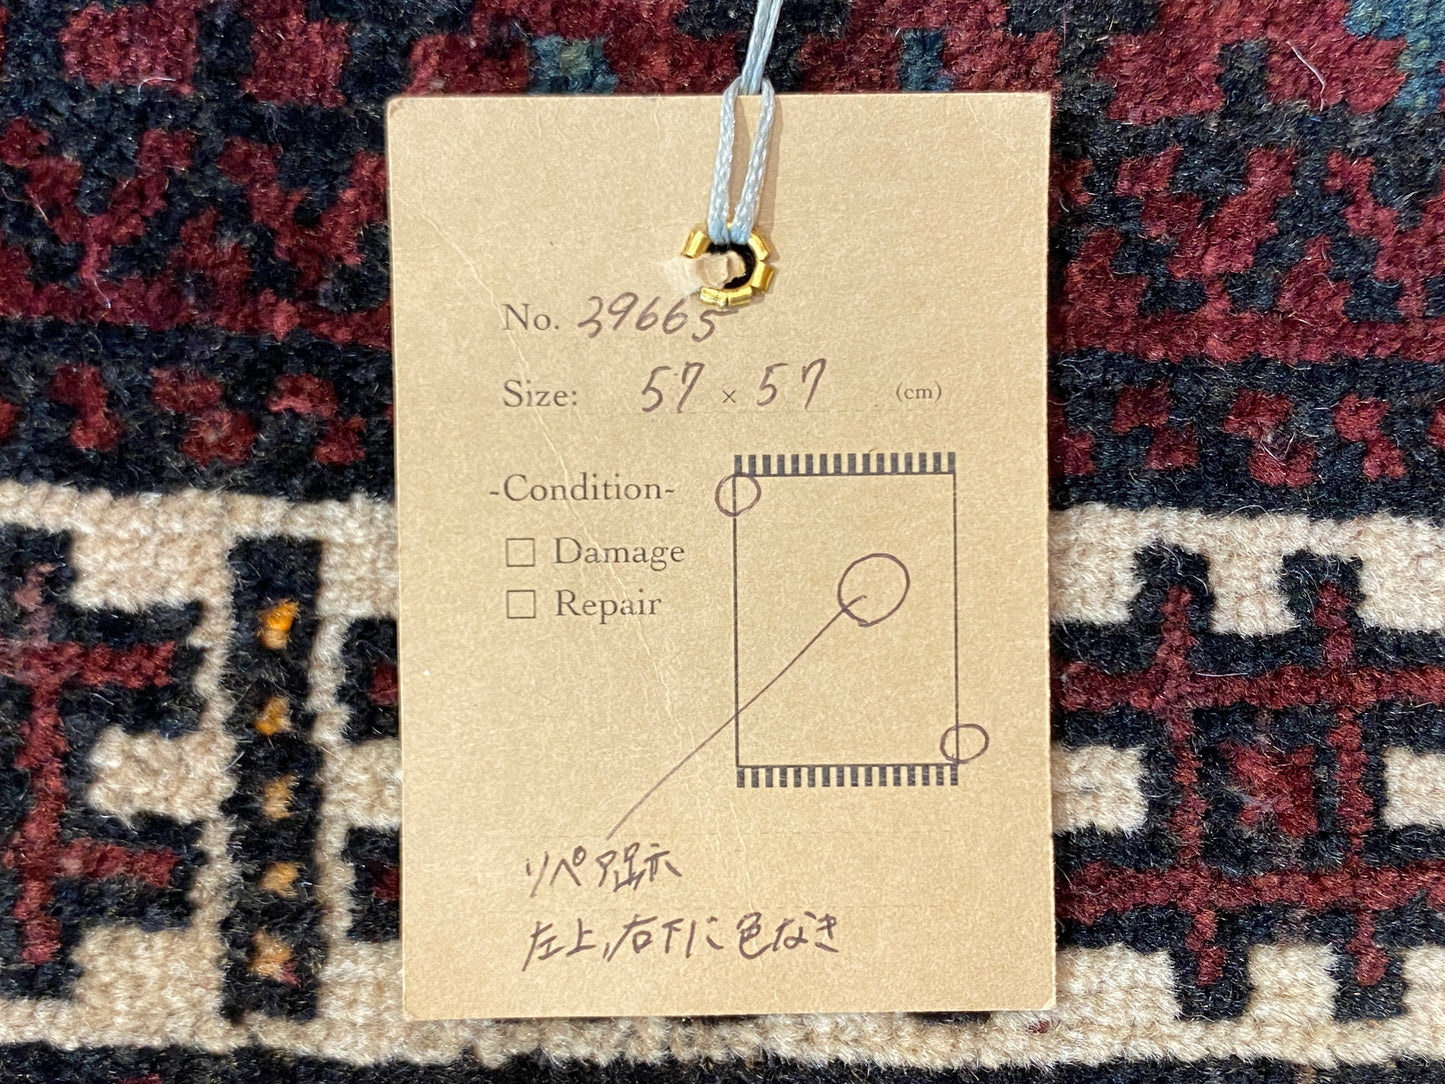 No. 39665
Size: 57 × 57 (cm)
-Condition-
□ Damage
□ Repair
リペア跡
左上,右下に色なき